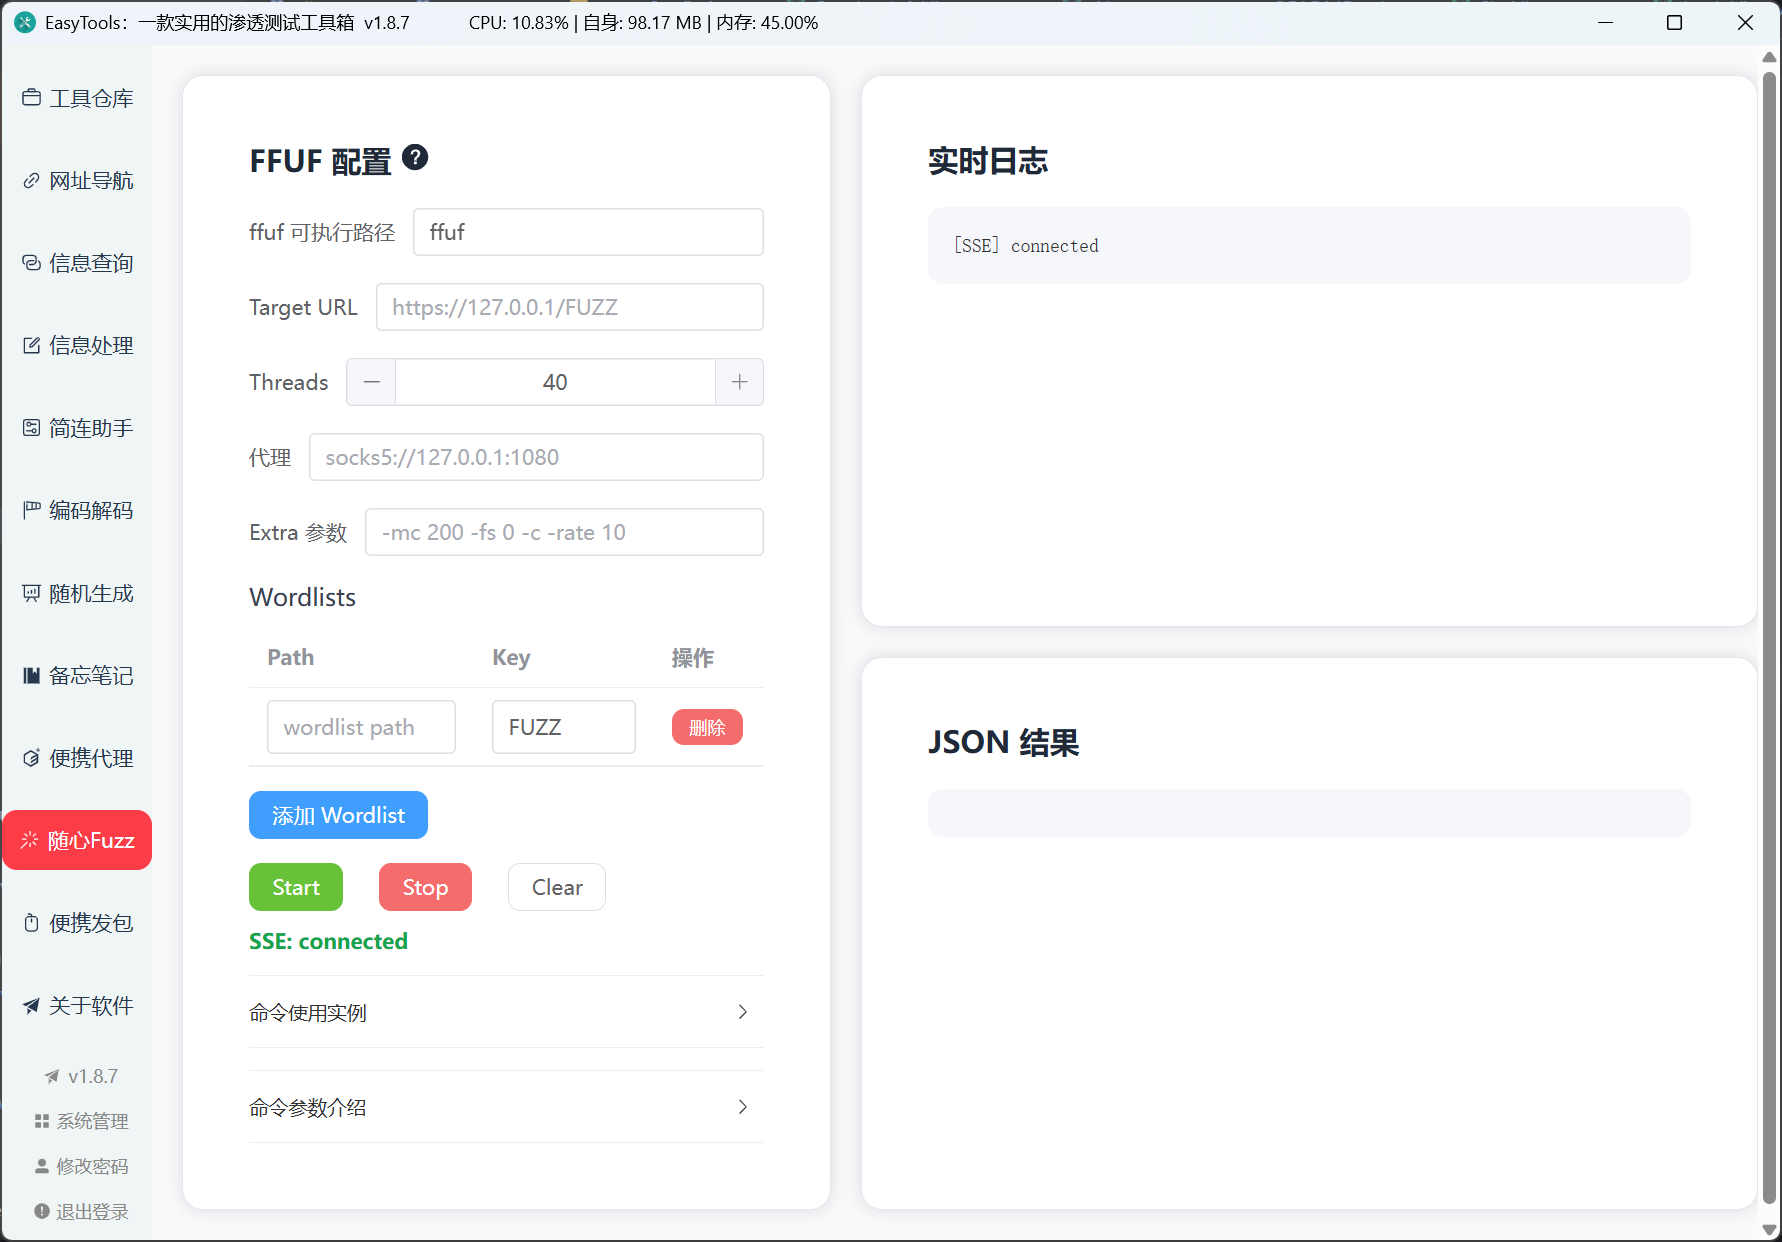 EasyTools：一款实用的渗透测试工具箱 v1.8.7
CPU: 10.83% | 自身: 98.17 MB | 内存: 45.00%
工具仓库
网址导航
信息查询
信息处理
简连助手
编码解码
随机生成
备忘笔记
便携代理
随心Fuzz
便携发包
关于软件
v1.8.7
系统管理
修改密码
退出登录
FFUF 配置 ?
ffuf 可执行路径 ffuf
Target URL https://127.0.0.1/FUZZ
Threads — 40 +
代理 socks5://127.0.0.1:1080
Extra 参数 -mc 200 -fs 0 -c -rate 10
Wordlists
Path Key 操作
wordlist path FUZZ 删除
添加 Wordlist
Start Stop Clear
SSE: connected
命令使用实例
命令参数介绍
实时日志
[SSE] connected
JSON 结果